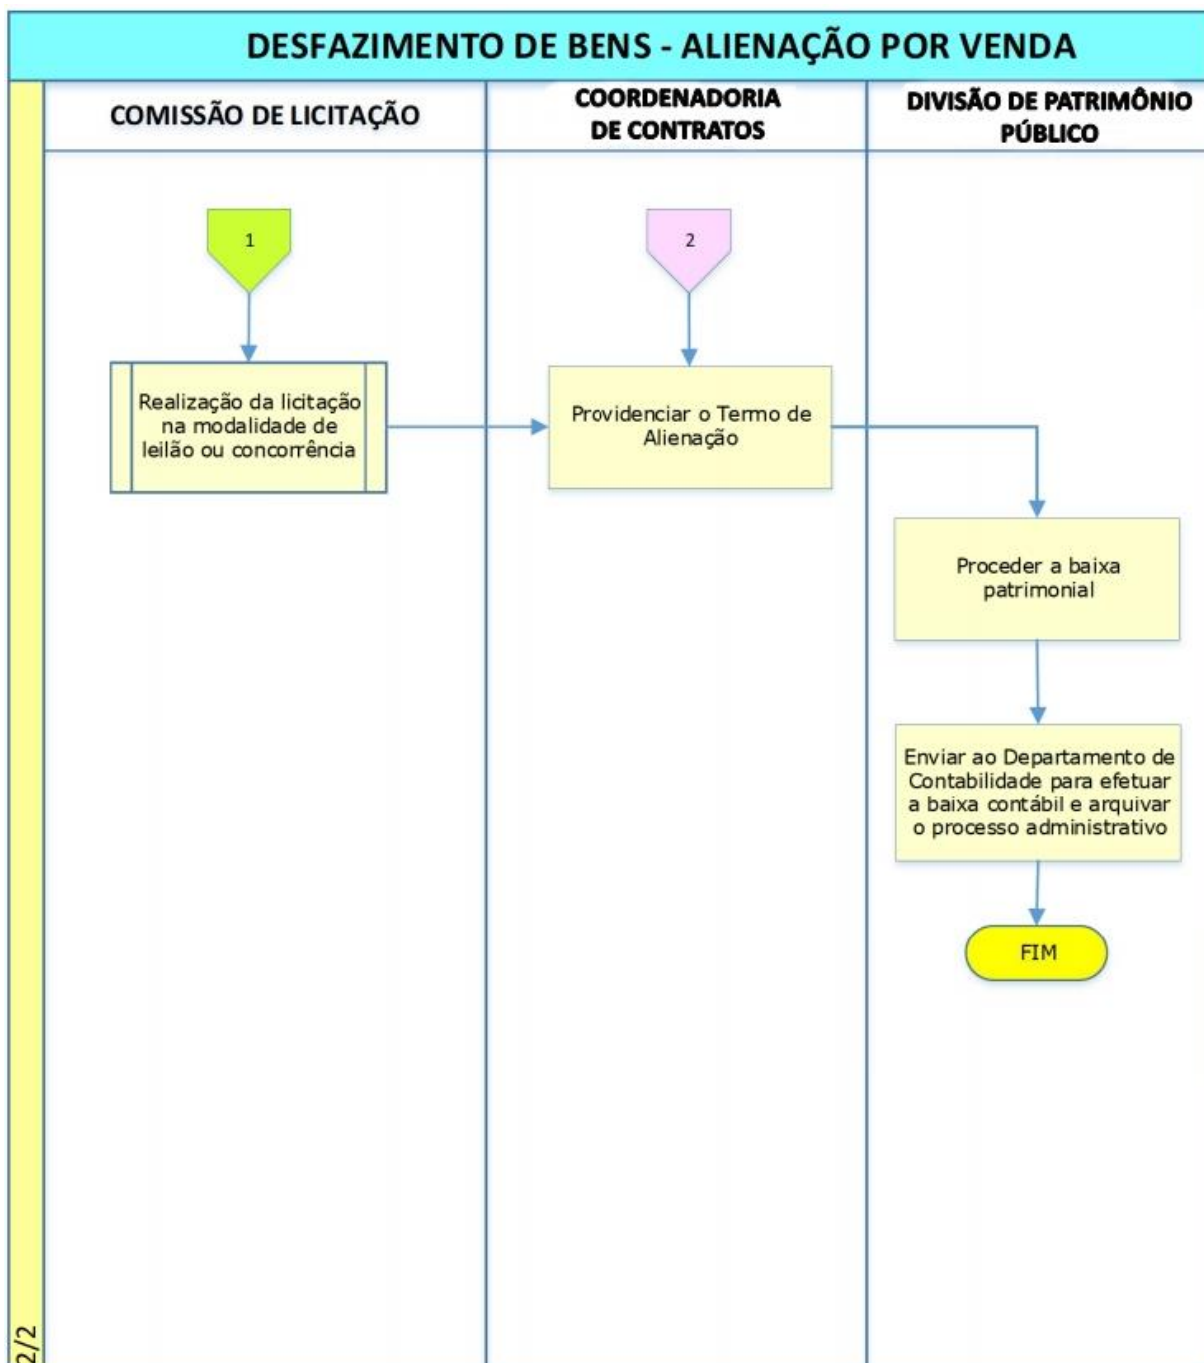 DESFAZIMENTO DE BENS - ALIENAÇÃO POR VENDA
COMISSÃO DE LICITAÇÃO
COORDENADORIA
DE CONTRATOS
DIVISÃO DE PATRIMÔNIO
PÚBLICO
1
2
Realização da licitação
na modalidade de
leilão ou concorrência
Providenciar o Termo de
Alienação
Proceder a baixa
patrimonial
Enviar ao Departamento de
Contabilidade para efetuar
a baixa contábil e arquivar
o processo administrativo
FIM
2/2